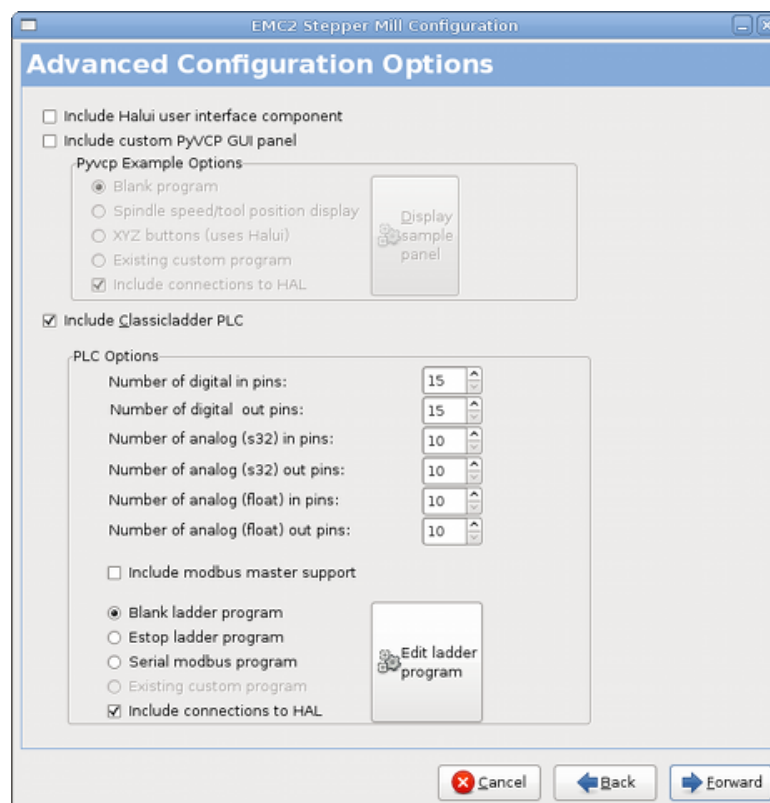 EMC2 Stepper Mill Configuration
Advanced Configuration Options
Include Halui user interface component
Include custom PyVCP GUI panel
Pyvcp Example Options
Blank program
Spindle speed/tool position display
XYZ buttons (uses Halui)
Existing custom program
Include connections to HAL
Display
sample
panel
Include Classicladder PLC
PLC Options
Number of digital in pins: 15
Number of digital out pins: 15
Number of analog (s32) in pins: 10
Number of analog (s32) out pins: 10
Number of analog (float) in pins: 10
Number of analog (float) out pins: 10
Include modbus master support
Blank ladder program
Estop ladder program
Serial modbus program
Existing custom program
Include connections to HAL
Edit ladder
program
Cancel Back Forward